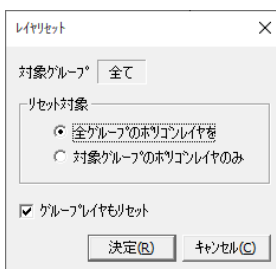 ﾚｲﾔﾘｾｯﾄ
対象ｸﾞﾙｰﾌﾟ 全て
ﾘｾｯﾄ対象
全ｸﾞﾙｰﾌﾟのﾎﾟﾘｺﾞﾝﾚｲﾔを
対象ｸﾞﾙｰﾌﾟのﾎﾟﾘｺﾞﾝﾚｲﾔのみ
ｸﾞﾙｰﾌﾟﾚｲﾔもﾘｾｯﾄ
決定(R) ｷｬﾝｾﾙ(C)